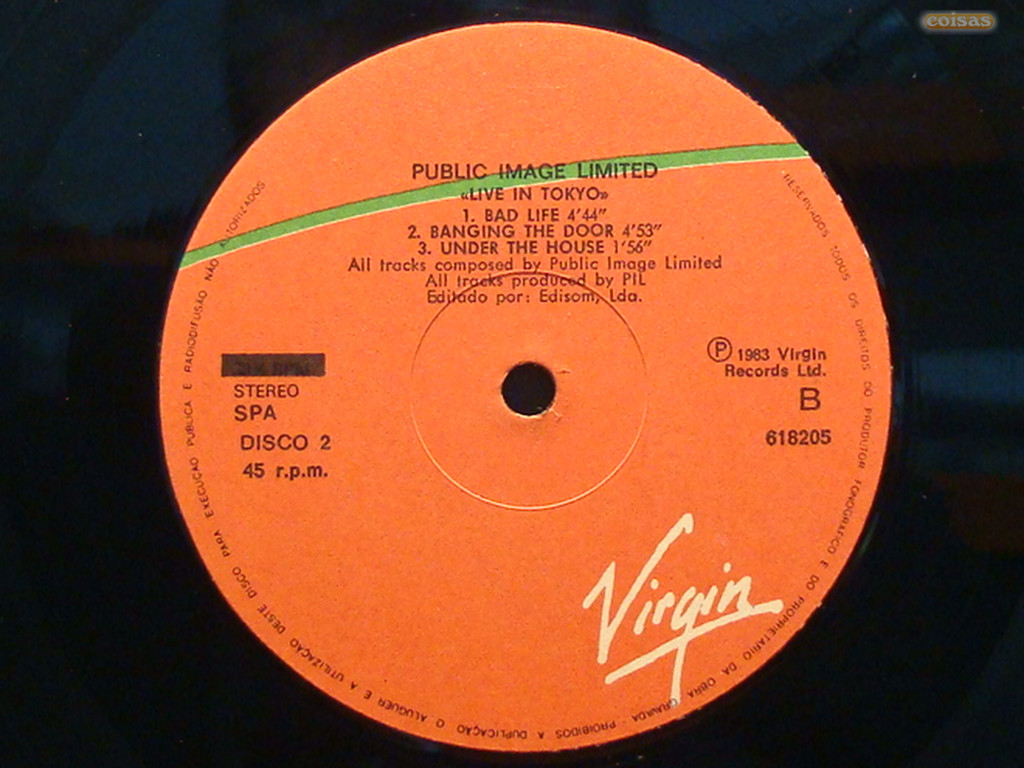 coisas
PUBLIC IMAGE LIMITED
«LIVE IN TOKYO»
1. BAD LIFE 4'44"
2. BANGING THE DOOR 4'53"
3. UNDER THE HOUSE 1'56"
All tracks composed by Public Image Limited
All tracks produced by PIL
Editado por: Edisom, Lda.
STEREO
SPA
DISCO 2
45 r.p.m.
Ⓟ 1983 Virgin
Records Ltd.
B
618205
Virgin
RESERVADOS TODOS OS DIREITOS DO PRODUTOR FONOGRÁFICO E DO PROPRIETÁRIO DA OBRA GRAVADA - PROIBIDOS A DUPLICAÇÃO O ALUGUER E A UTILIZAÇÃO DESTE DISCO PARA EXECUÇÃO PUBLICA E RADIODIFUSÃO NÃO AUTORIZADOS